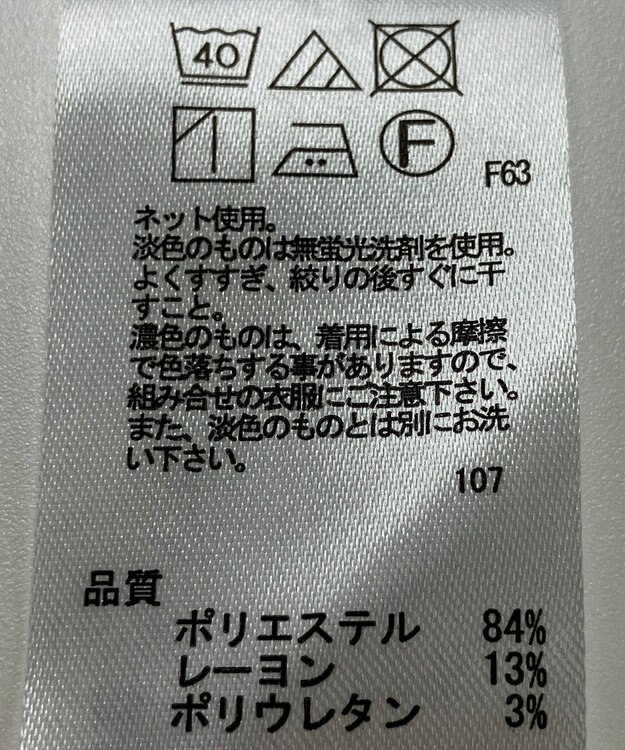 40
F
F63
ネット使用。
淡色のものは無蛍光洗剤を使用。
よくすすぎ、絞りの後すぐに干
すこと。
濃色のものは、着用による摩擦
で色落ちする事がありますので、
組み合せの衣服にご注意下さい。
また、淡色のものとは別にお洗
い下さい。
107
品質
ポリエステル 84%
レーヨン 13%
ポリウレタン 3%